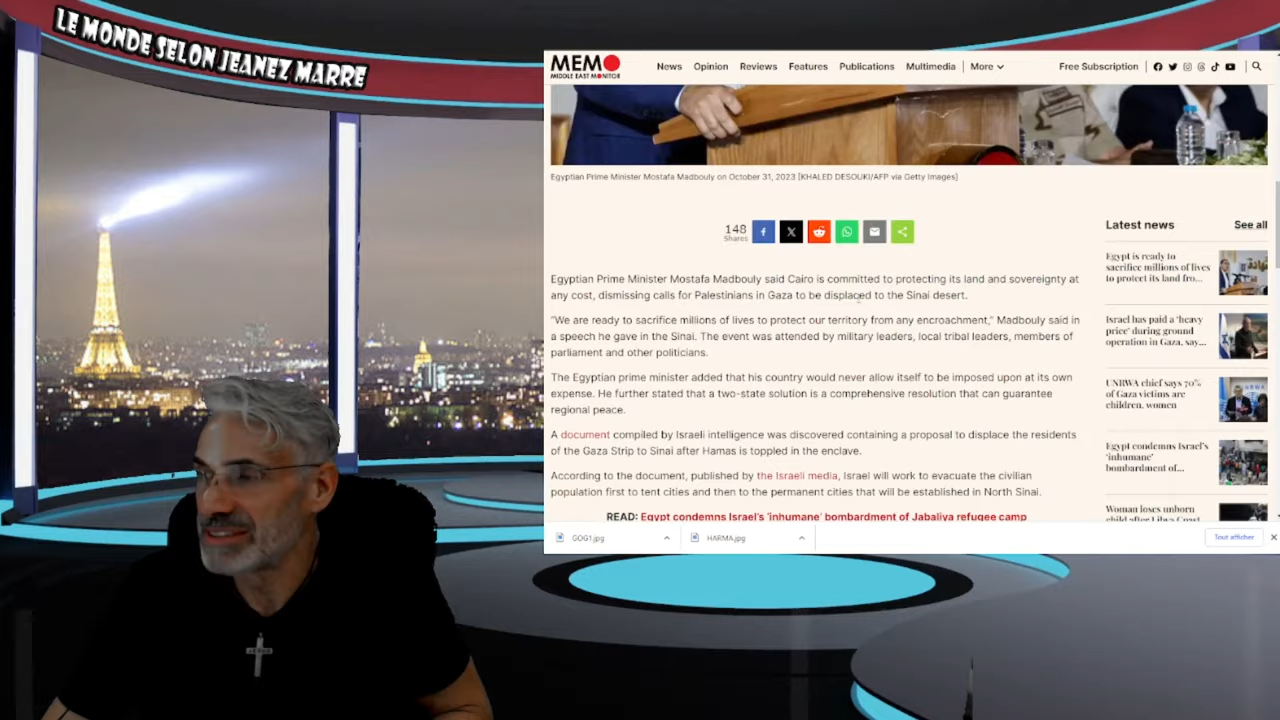 LE MONDE SELON JEANEZ MARRE
MEMO
MIDDLE EAST MONITOR
News Opinion Reviews Features Publications Multimedia More Free Subscription
Egyptian Prime Minister Mostafa Madbouly on October 31, 2023 [KHALED DESOUKI/AFP via Getty Images]
148
Shares
Egyptian Prime Minister Mostafa Madbouly said Cairo is committed to protecting its land and sovereignty at
any cost, dismissing calls for Palestinians in Gaza to be displaced to the Sinai desert.
“We are ready to sacrifice millions of lives to protect our territory from any encroachment,” Madbouly said in
a speech he gave in the Sinai. The event was attended by military leaders, local tribal leaders, members of
parliament and other politicians.
The Egyptian prime minister added that his country would never allow itself to be imposed upon at its own
expense. He further stated that a two-state solution is a comprehensive resolution that can guarantee
regional peace.
A document compiled by Israeli intelligence was discovered containing a proposal to displace the residents
of the Gaza Strip to Sinai after Hamas is toppled in the enclave.
According to the document, published by the Israeli media, Israel will work to evacuate the civilian
population first to tent cities and then to the permanent cities that will be established in North Sinai.
READ: Egypt condemns Israel's 'inhumane' bombardment of Jabaliya refugee camp
Latest news See all
Egypt is ready to
sacrifice millions of lives
to protect its land fro...
Israel has paid a 'heavy
price' during ground
operation in Gaza, say...
UNRWA chief says 70%
of Gaza victims are
children, women
Egypt condemns Israel's
'inhumane'
bombardment of...
Woman loses unborn
child after
GOG1.jpg HARMA.jpg Tout afficher